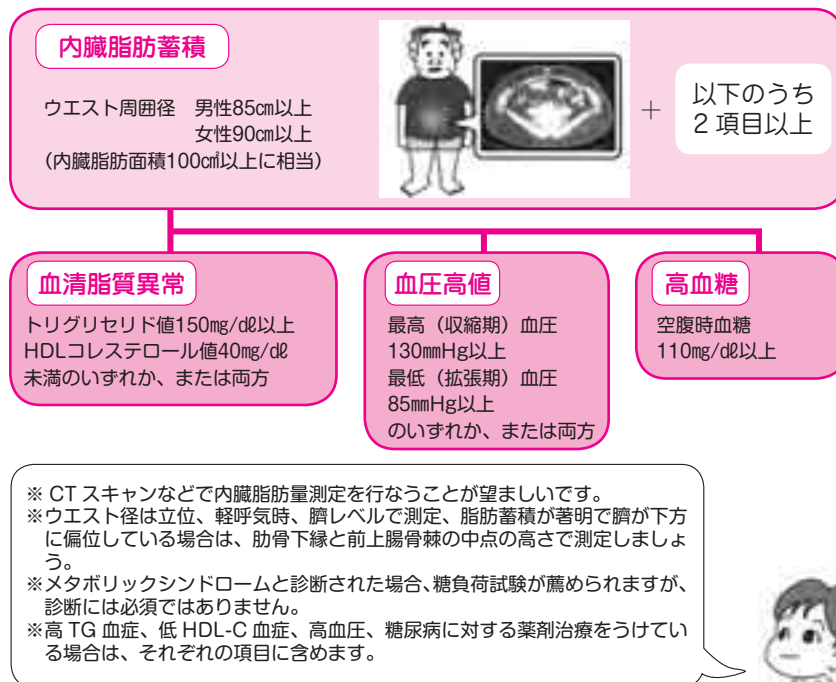 内臓脂肪蓄積
ウエスト周囲径　男性85㎝以上
女性90㎝以上
（内臓脂肪面積100㎠以上に相当）
＋
以下のうち
２項目以上
血清脂質異常
トリグリセリド値150㎎/㎗以上
HDLコレステロール値40㎎/㎗
未満のいずれか、または両方
血圧高値
最高（収縮期）血圧
130㎜Hg以上
最低（拡張期）血圧
85㎜Hg以上
のいずれか、または両方
高血糖
空腹時血糖
110㎎/㎗以上
※ CT スキャンなどで内臓脂肪量測定を行なうことが望ましいです。
※ウエスト径は立位、軽呼気時、臍レベルで測定、脂肪蓄積が著明で臍が下方
に偏位している場合は、肋骨下縁と前上腸骨棘の中点の高さで測定しましょ
う。
※メタボリックシンドロームと診断された場合、糖負荷試験が薦められますが、
診断には必須ではありません。
※高 TG 血症、低 HDL-C 血症、高血圧、糖尿病に対する薬剤治療をうけてい
る場合は、それぞれの項目に含めます。